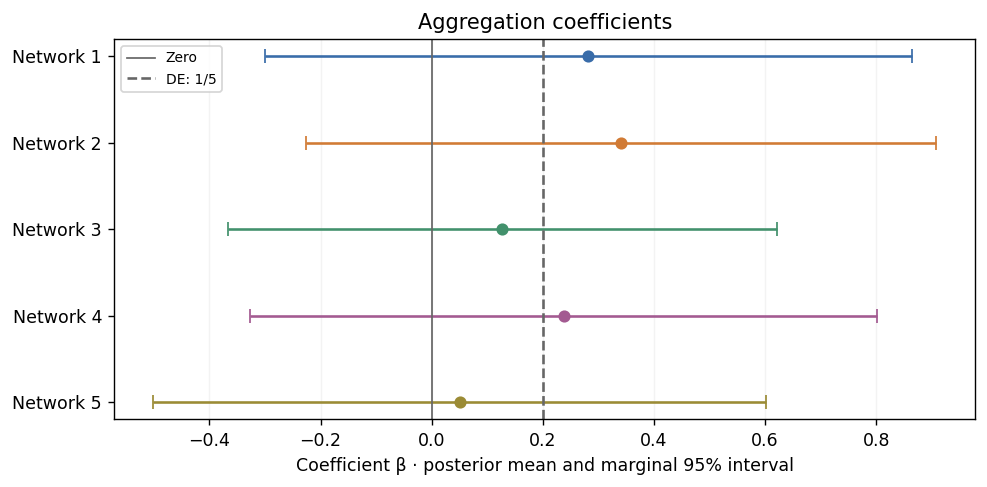 Aggregation coefficients
Network 1
Network 2
Network 3
Network 4
Network 5
Zero
DE: 1/5
−0.4 −0.2 0.0 0.2 0.4 0.6 0.8
Coefficient β · posterior mean and marginal 95% interval